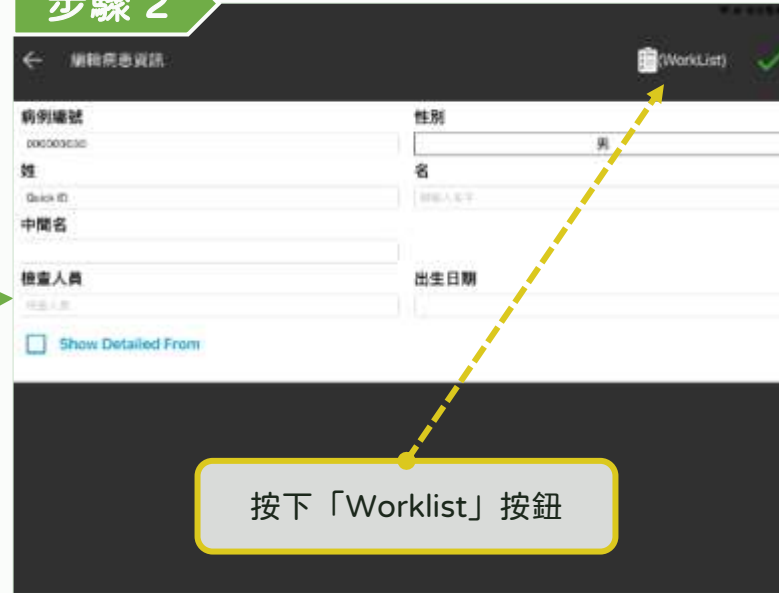 步驟 2
編輯病患資訊
(WorkList)
病例編號
性別
男
姓
名
Quick ID
中間名
檢查人員
出生日期
Show Detailed From
按下「Worklist」按鈕